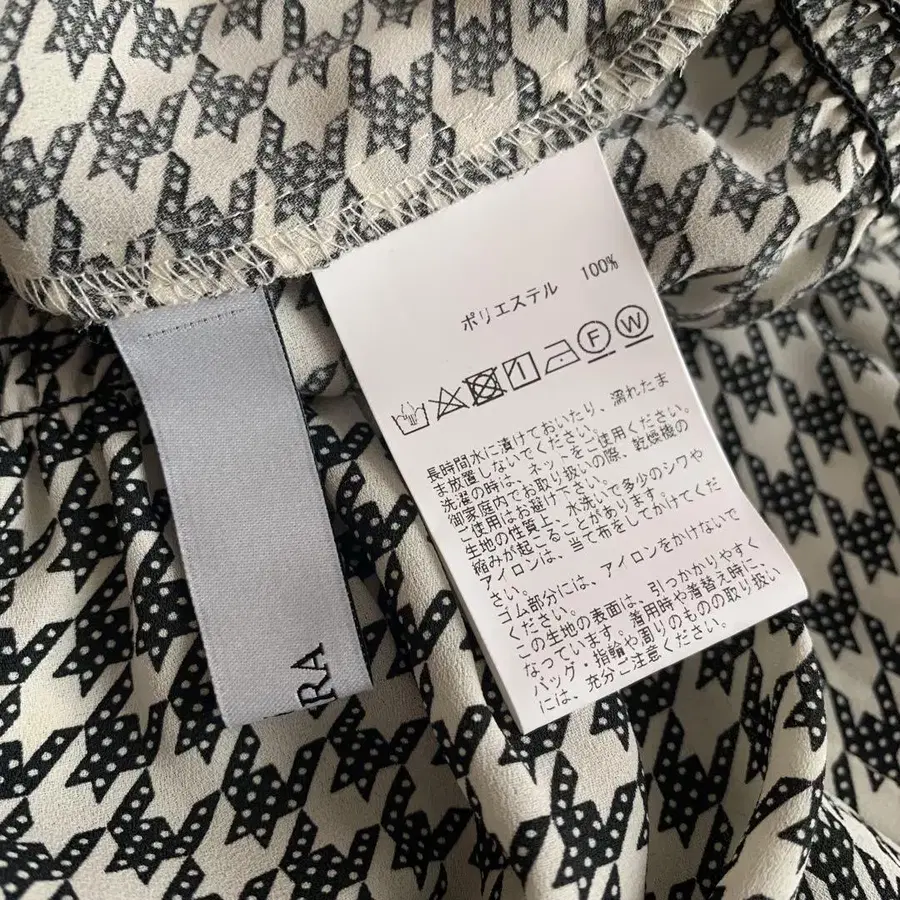 ポリエステル 100%
F W
長時間水に漬けておいたり、濡れたま
ま放置しないでください。
洗濯の時は、ネットをご使用ください。
御家庭内でお取り扱いの際、乾燥機の
ご使用はお避け下さい。
生地の性質上、水洗いで多少のシワや
縮みが起こることがあります。
アイロンは、当て布をしてかけてくだ
さい。
ゴム部分には、アイロンをかけないで
ください。
この生地の表面は、引っかかりやすく
なっています。着用時や着替え時に、
バッグ・指輪や周りのものの取り扱い
には、充分ご注意ください。